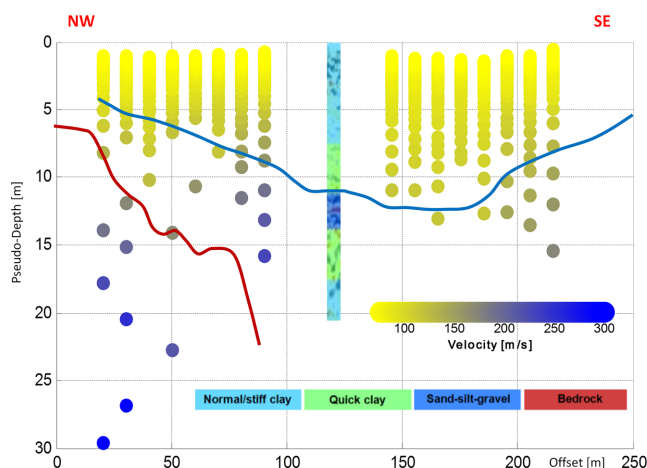 NW SE
0
5
10
15
20
25
30
Pseudo-Depth [m]
100 150 200 250 300
Velocity [m/s]
Normal/stiff clay Quick clay Sand-silt-gravel Bedrock
0 50 100 150 200 Offset [m] 250